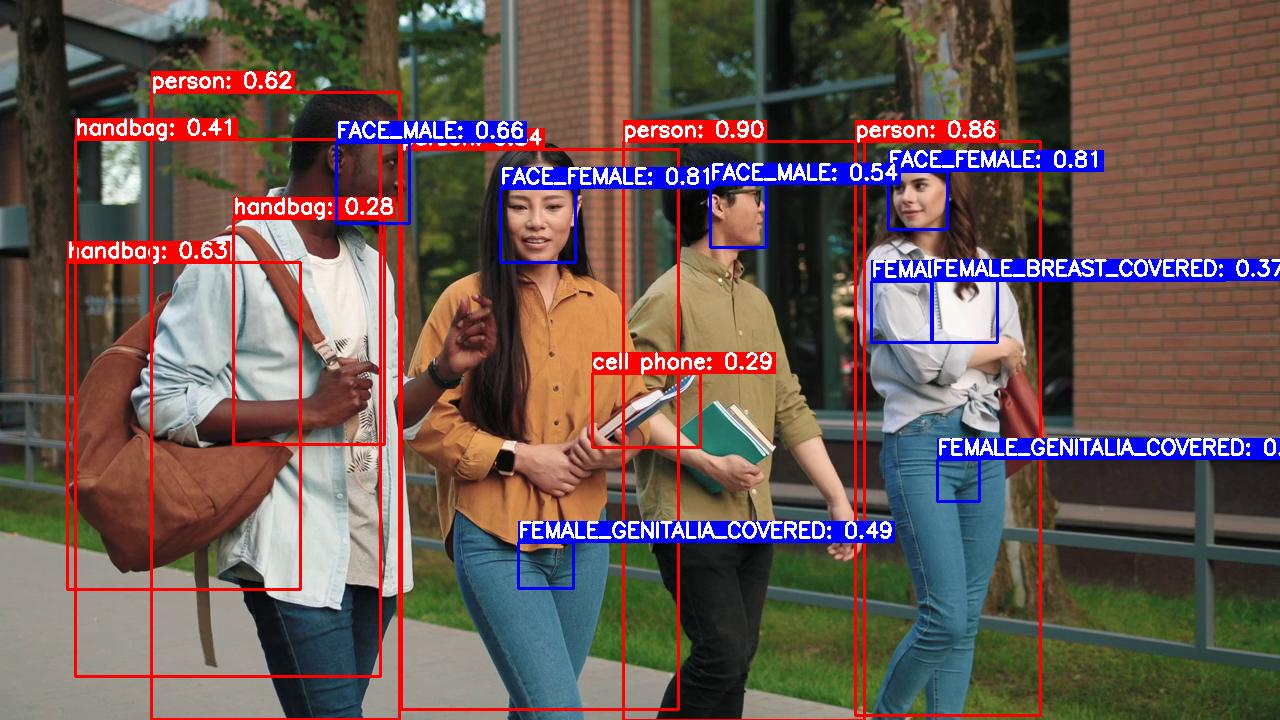 person: 0.62
handbag: 0.41
FACE_MALE: 0.66
person: 0.90
person: 0.86
FACE_FEMALE: 0.81
FACE_MALE: 0.54
FACE_FEMALE: 0.81
handbag: 0.28
handbag: 0.63
FEMALE_BREAST_COVERED: 0.37
cell phone: 0.29
FEMALE_GENITALIA_COVERED: 0.
FEMALE_GENITALIA_COVERED: 0.49